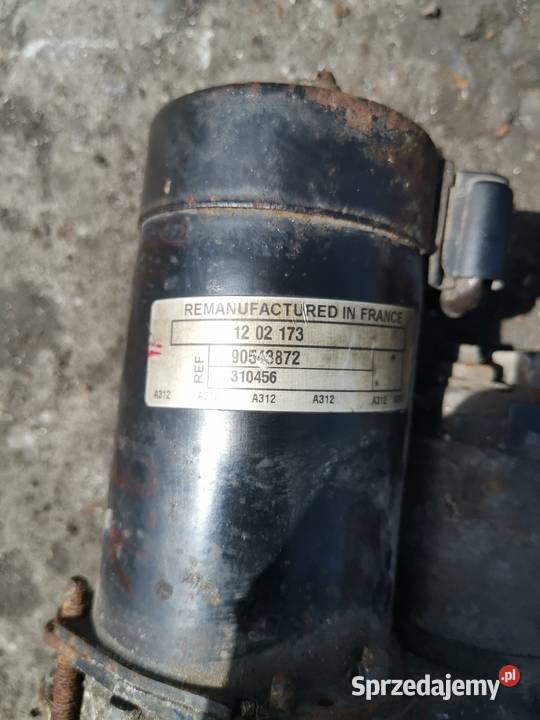 REMANUFACTURED IN FRANCE
12 02 173
REF 90543872
310456
A312 A312 A312 A312
Sprzedajemy.pl